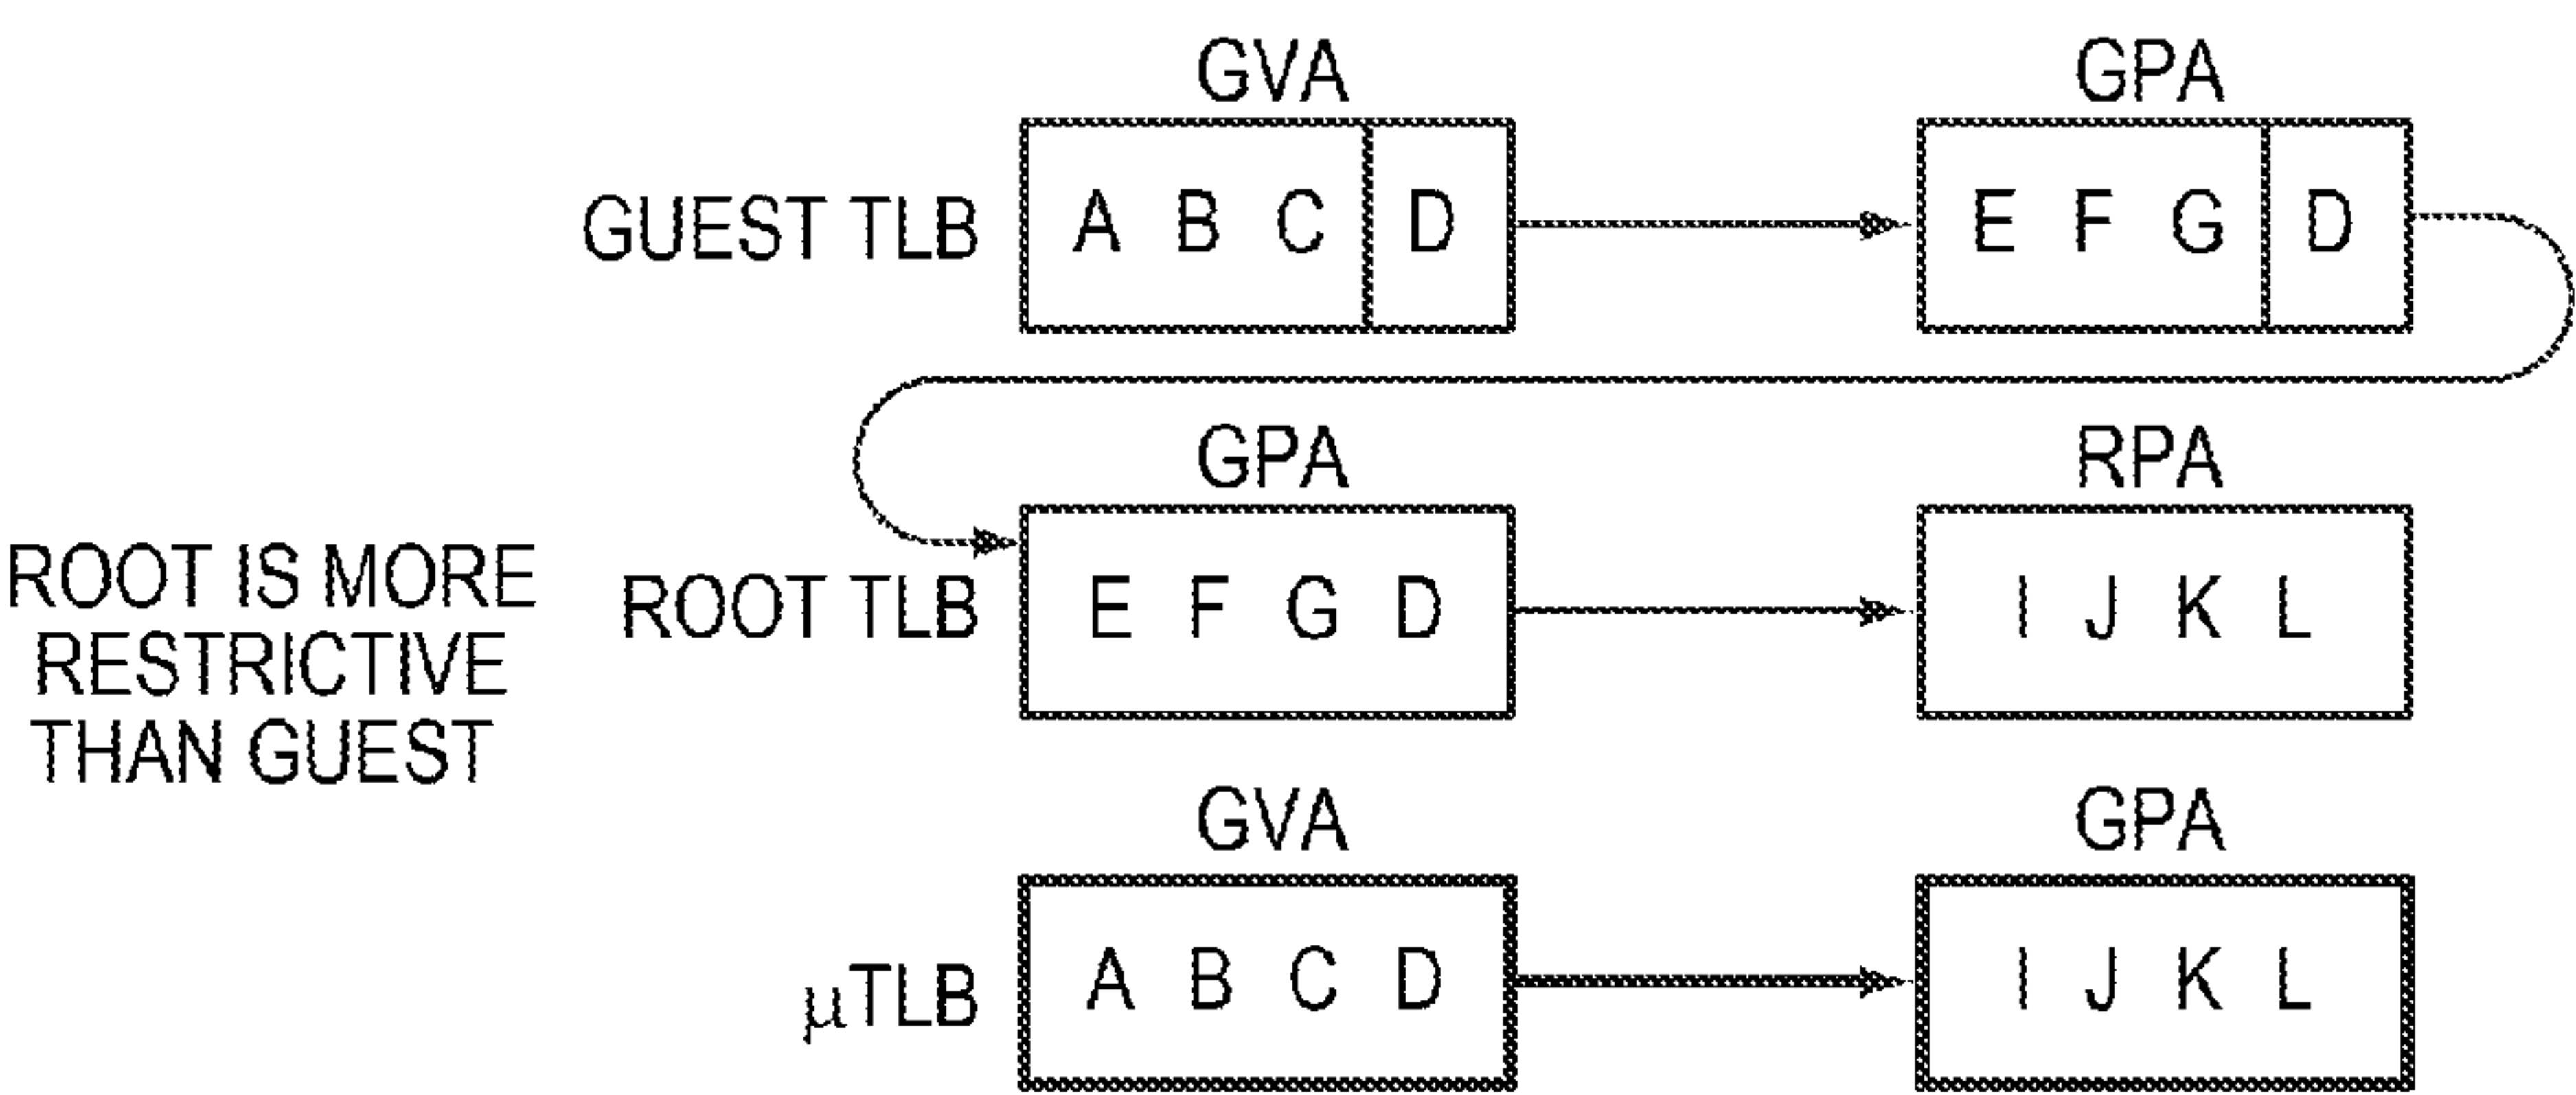 GVA GPA
GUEST TLB A B C D E F G D
GPA RPA
ROOT IS MORE
RESTRICTIVE
THAN GUEST
ROOT TLB E F G D I J K L
GVA GPA
μTLB A B C D I J K L